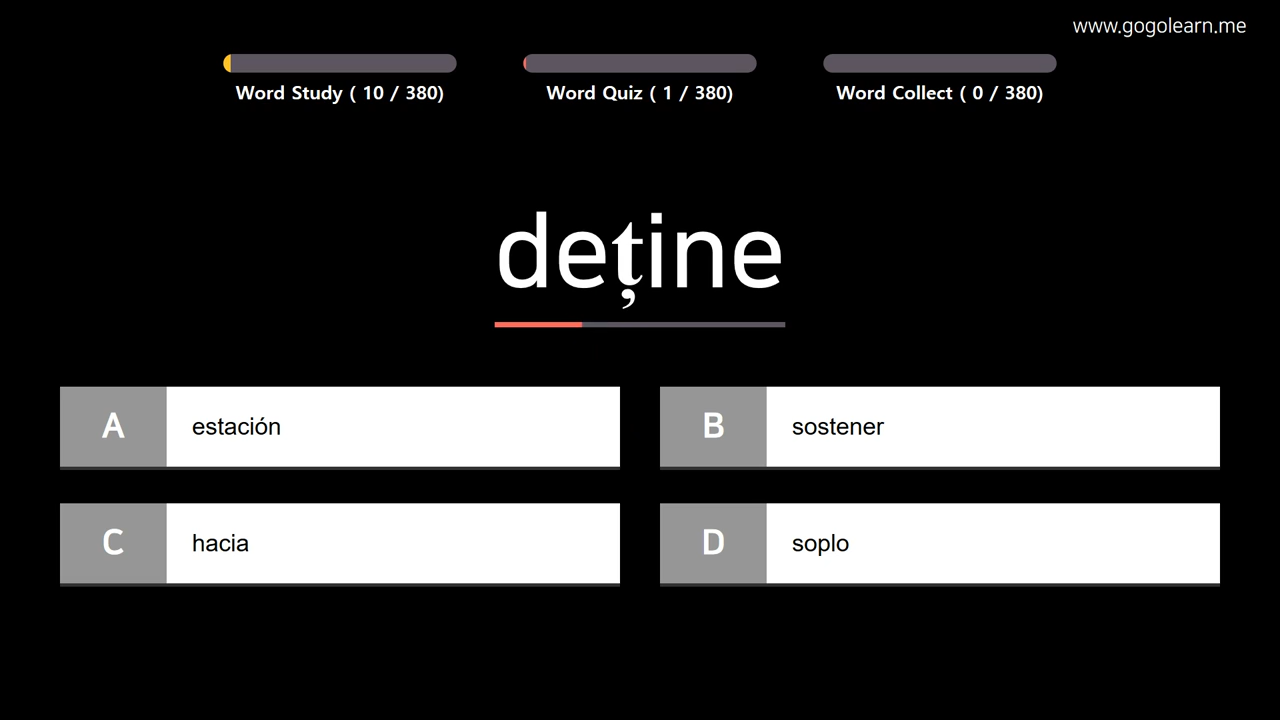 www.gogolearn.me
Word Study ( 10 / 380)
Word Quiz ( 1 / 380)
Word Collect ( 0 / 380)
deține
A estación
B sostener
C hacia
D soplo